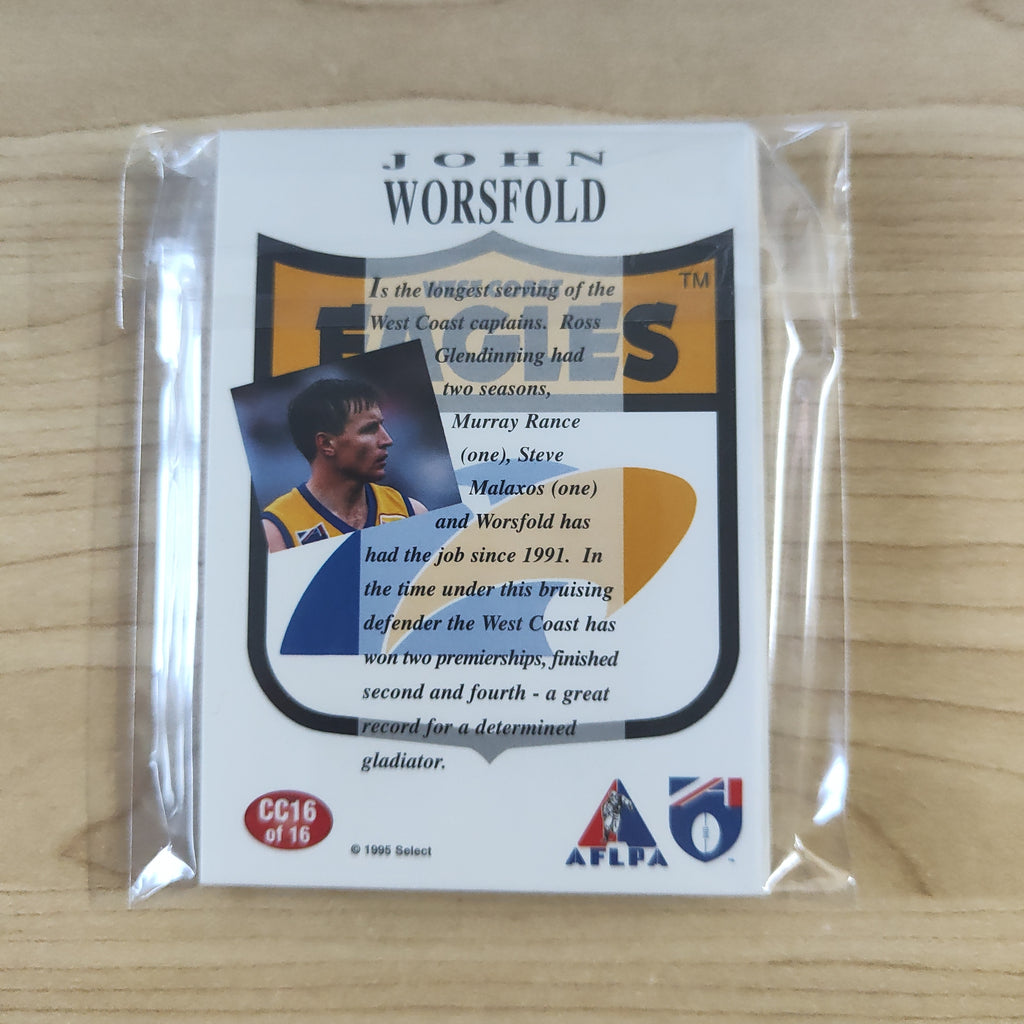 JOHN
WORSFOLD
WEST COAST
EAGLES
TM
Is the longest serving of the
West Coast captains. Ross
Glendinning had
two seasons,
Murray Rance
(one), Steve
Malaxos (one)
and Worsfold has
had the job since 1991. In
the time under this bruising
defender the West Coast has
won two premierships, finished
second and fourth - a great
record for a determined
gladiator.
CC16
of 16
© 1995 Select
AFLPA